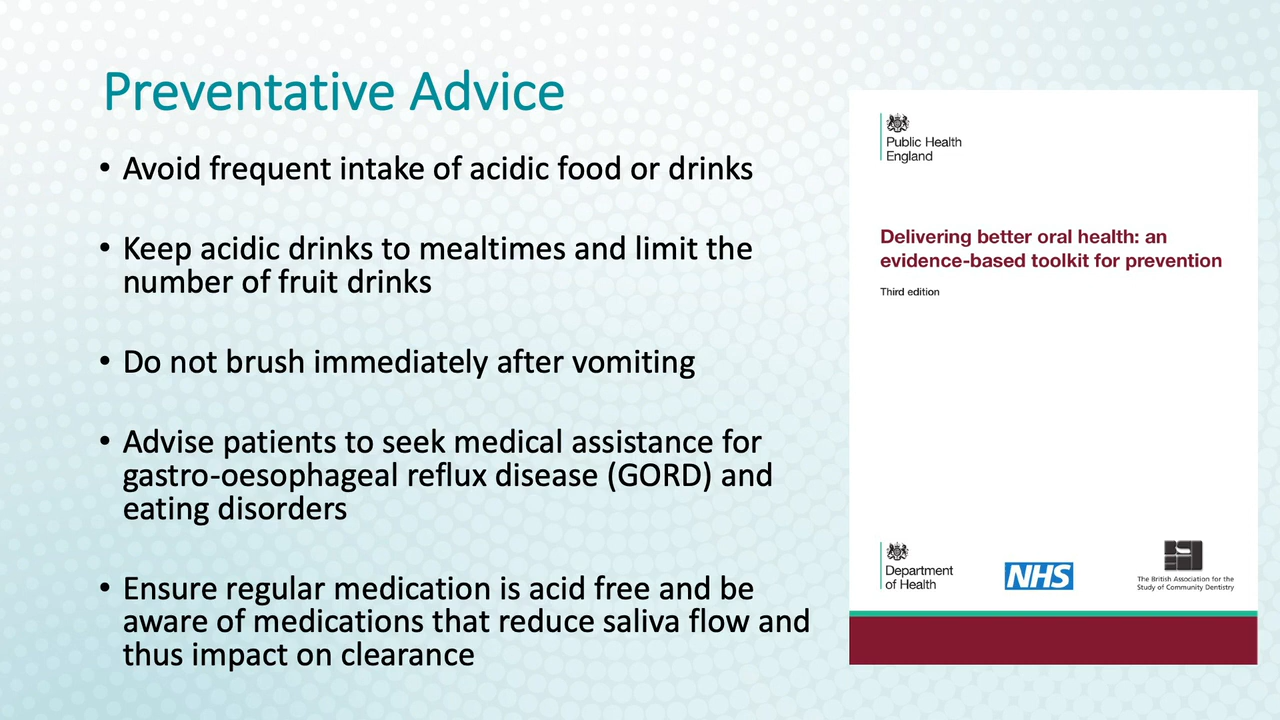 Preventative Advice
• Avoid frequent intake of acidic food or drinks
• Keep acidic drinks to mealtimes and limit the
number of fruit drinks
• Do not brush immediately after vomiting
• Advise patients to seek medical assistance for
gastro-oesophageal reflux disease (GORD) and
eating disorders
• Ensure regular medication is acid free and be
aware of medications that reduce saliva flow and
thus impact on clearance
Public Health
England
Delivering better oral health: an
evidence-based toolkit for prevention
Third edition
Department
of Health
NHS
The British Association for the
Study of Community Dentistry